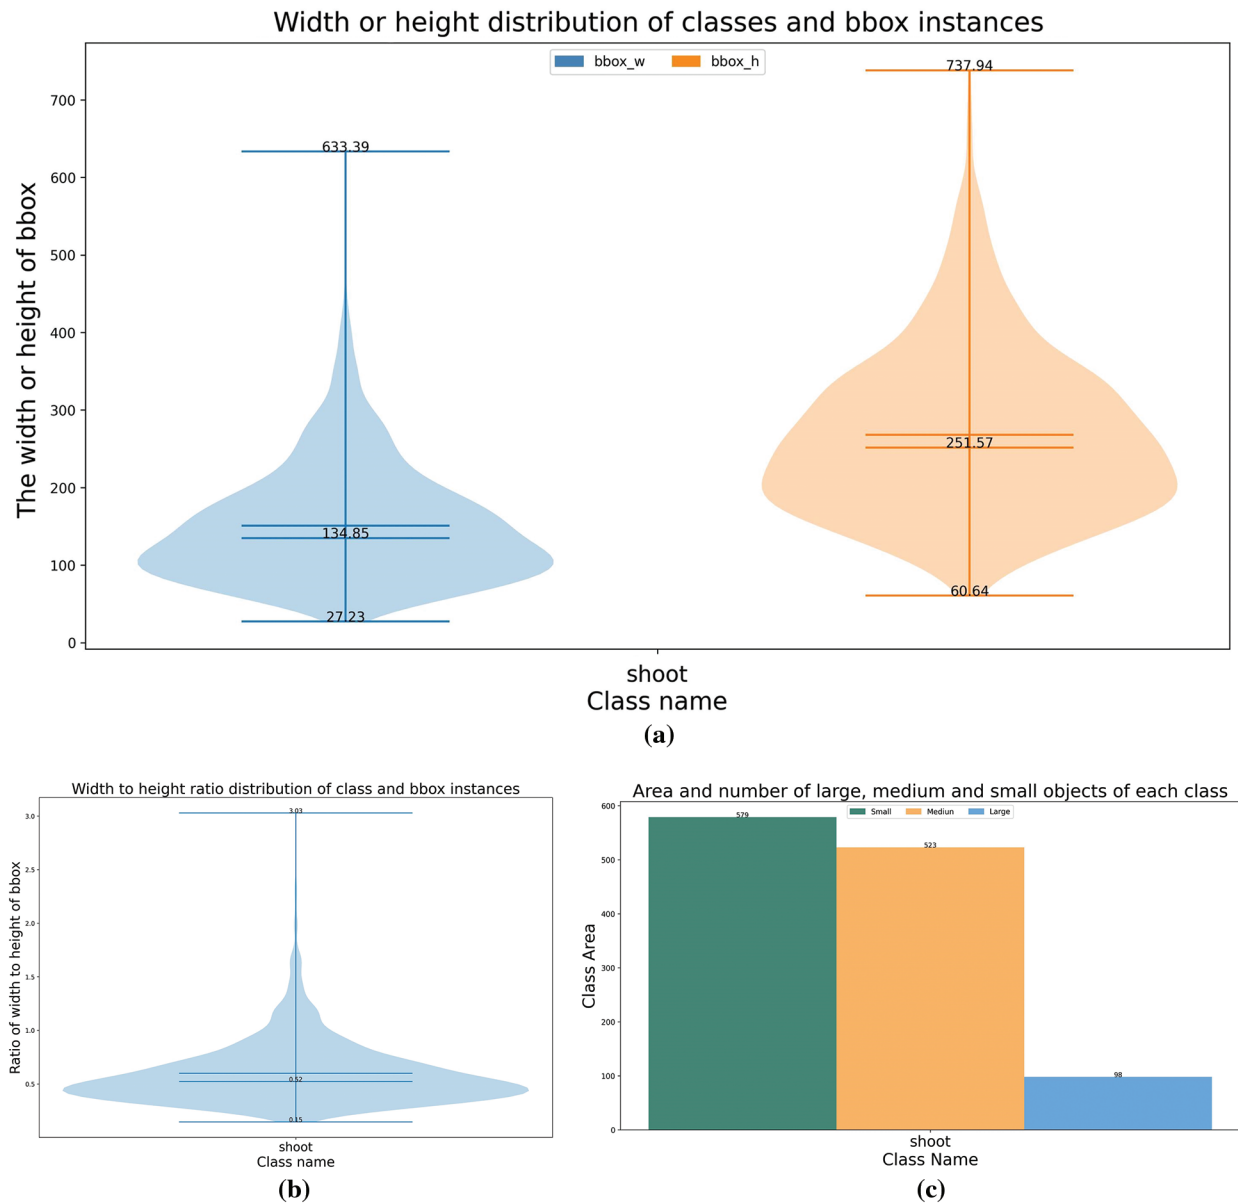 Width or height distribution of classes and bbox instances
bbox_w bbox_h
737.94
700
633.39
600
The width or height of bbox
500
400
300
251.57
200
134.85
100
60.64
27.23
0
shoot
Class name
(a)
Width to height ratio distribution of class and bbox instances
3.03
3.0
2.5
2.0
Ratio of width to height of bbox
1.5
1.0
0.52
0.5
0.15
shoot
Class name
(b)
Area and number of large, medium and small objects of each class
600
Small Mediun Large
579
523
500
400
Class Area
300
200
100
98
0
shoot
Class Name
(c)